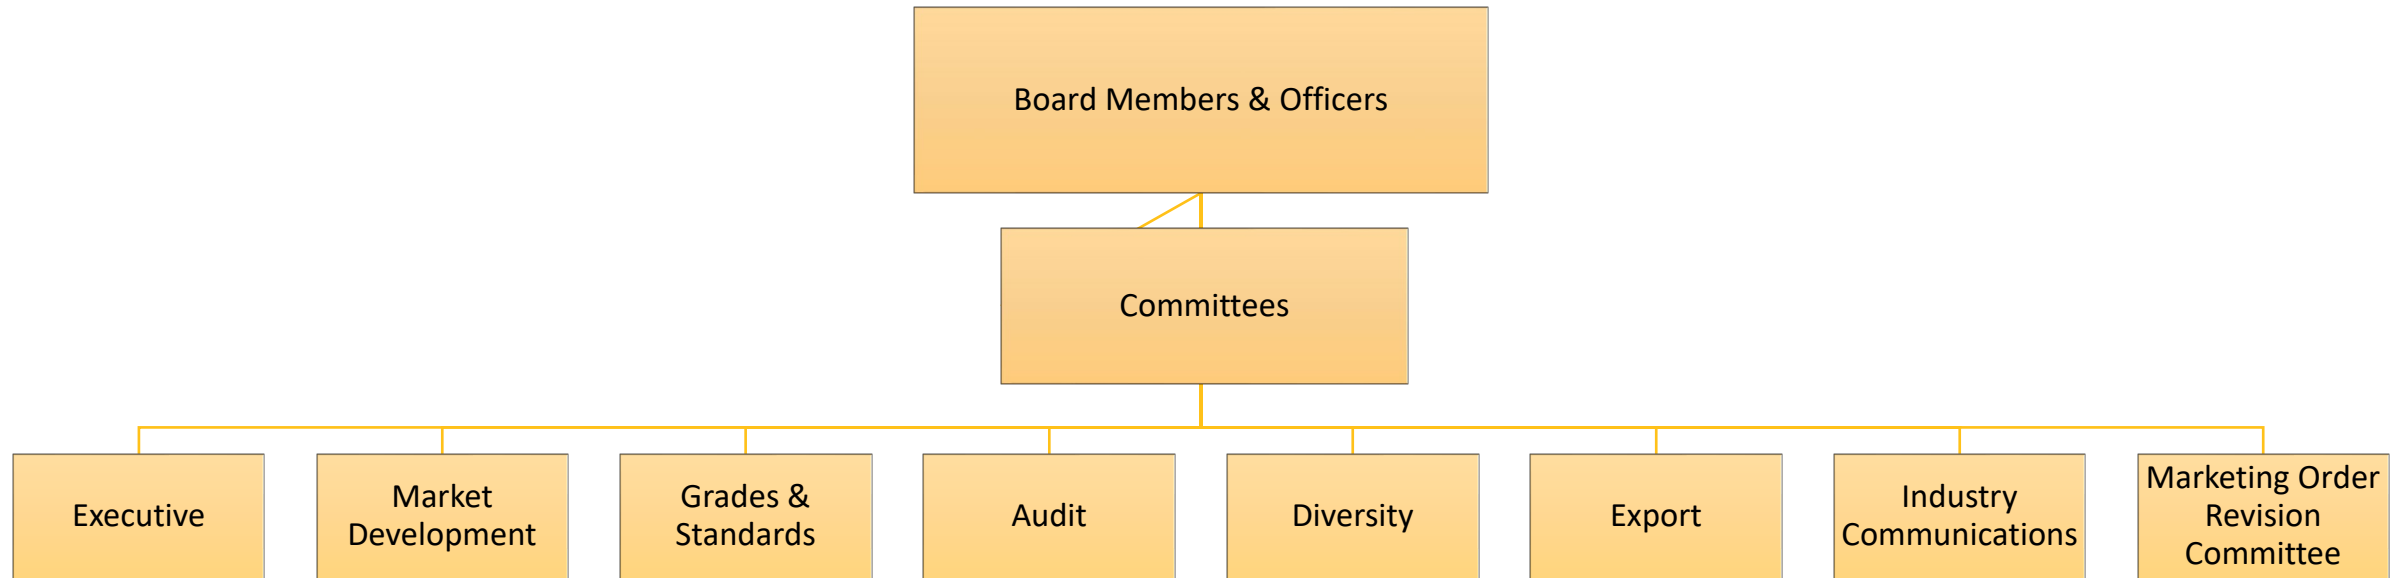 Board Members & Officers
Committees
Executive
Market
Development
Grades &
Standards
Audit
Diversity
Export
Industry
Communications
Marketing Order
Revision
Committee